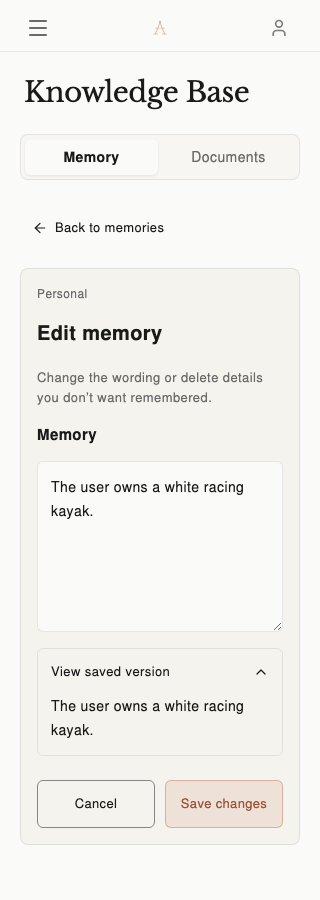 Knowledge Base
Memory
Documents
Back to memories
Personal
Edit memory
Change the wording or delete details
you don't want remembered.
Memory
The user owns a white racing
kayak.
View saved version
The user owns a white racing
kayak.
Cancel
Save changes